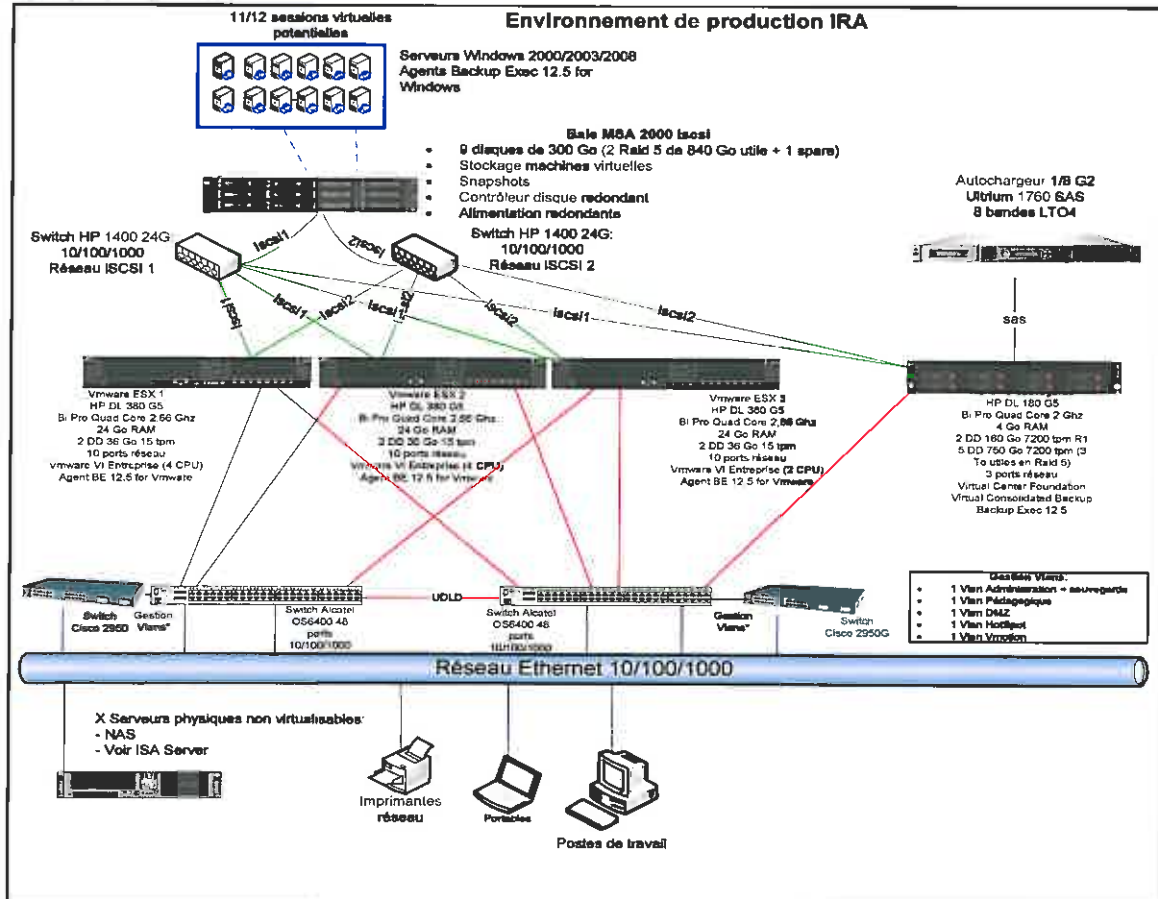 Environnement de production IRA
11/12 sessions virtuelles
potentielles
Serveurs Windows 2000/2003/2008
Agents Backup Exec 12.5 for
Windows
Baie MSA 2000 iscsi
• 9 disques de 300 Go (2 Raid 5 de 840 Go utile + 1 spare)
• Stockage machines virtuelles
• Snapshots
• Contrôleur disque redondant
• Alimentation redondante
Autochargeur 1/8 G2
Ultrium 1760 SAS
8 bandes LTO4
Switch HP 1400 24G
10/100/1000
Réseau ISCSI 1
Switch HP 1400 24G:
10/100/1000
Réseau ISCSI 2
iscsi1
iscsi2
iscsi
iscsi1
iscsi2
iscsi1
iscsi2
iscsi1
iscsi2
sas
Vmware ESX 1
HP DL 380 G5
Bi Pro Quad Core 2,66 Ghz
24 Go RAM
2 DD 36 Go 15 tpm
10 ports réseau
vmware VI Entreprise (4 CPU)
Agent BE 12.5 for Vmware
Vmware ESX 2
HP DL 380 G5
Bi Pro Quad Core 2,66 Ghz
24 Go RAM
2 DD 36 Go 15 tpm
10 ports réseau
Vmware VI Entreprise (4 CPU)
Agent BE 12.5 for Vmware
Vmware ESX 3
HP DL 380 G5
Bi Pro Quad Core 2,66 Ghz
24 Go RAM
2 DD 36 Go 15 tpm
10 ports réseau
Vmware VI Entreprise (2 CPU)
Agent BE 12.5 for Vmware
HP DL 180 G5
Bi Pro Quad Core 2 Ghz
4 Go RAM
2 DD 160 Go 7200 tpm R1
5 DD 750 Go 7200 tpm (3
To utiles en Raid 5)
3 ports réseau
Virtual Center Foundation
Virtual Consolidated Backup
Backup Exec 12.5
Switch
Cisco 2950
Gestion
Vlans*
Switch Alcatel
OS6400 48
ports
10/100/1000
UDLD
Switch Alcatel
OS6400 48
ports
10/100/1000
Gestion
Vlans*
Switch
Cisco 2950G
Gestion Vlans:
• 1 Vlan Administration + sauvegarde
• 1 Vlan Pédagogique
• 1 Vlan DMZ
• 1 Vlan HotSpot
• 1 Vlan Vmotion
Réseau Ethernet 10/100/1000
X Serveurs physiques non virtualisables:
- NAS
- Voir ISA Server
Imprimantes
réseau
Portables
Postes de travail